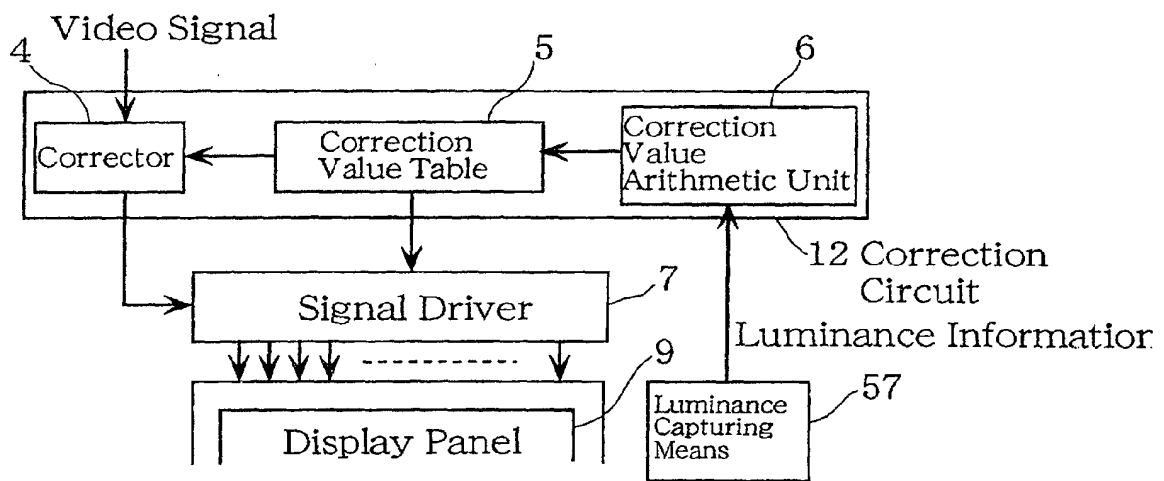 Video Signal
4
5
6
Corrector
Correction
Value Table
Correction
Value
Arithmetic Unit
12 Correction
Circuit
Signal Driver
7
Luminance Information
9
57
Display Panel
Luminance
Capturing
Means